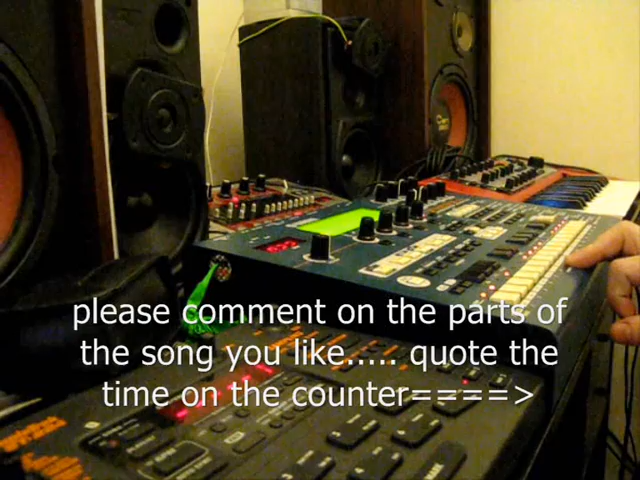 please comment on the parts of
the song you like..... quote the
time on the counter====>